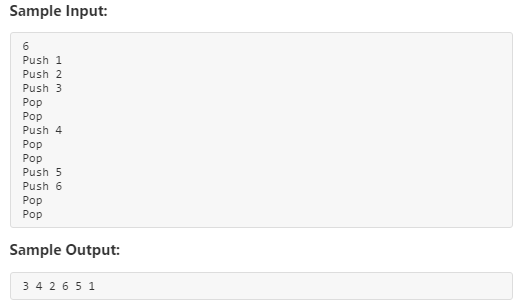 Sample Input:
6
Push 1
Push 2
Push 3
Pop
Pop
Push 4
Pop
Pop
Push 5
Push 6
Pop
Pop
Sample Output:
3 4 2 6 5 1